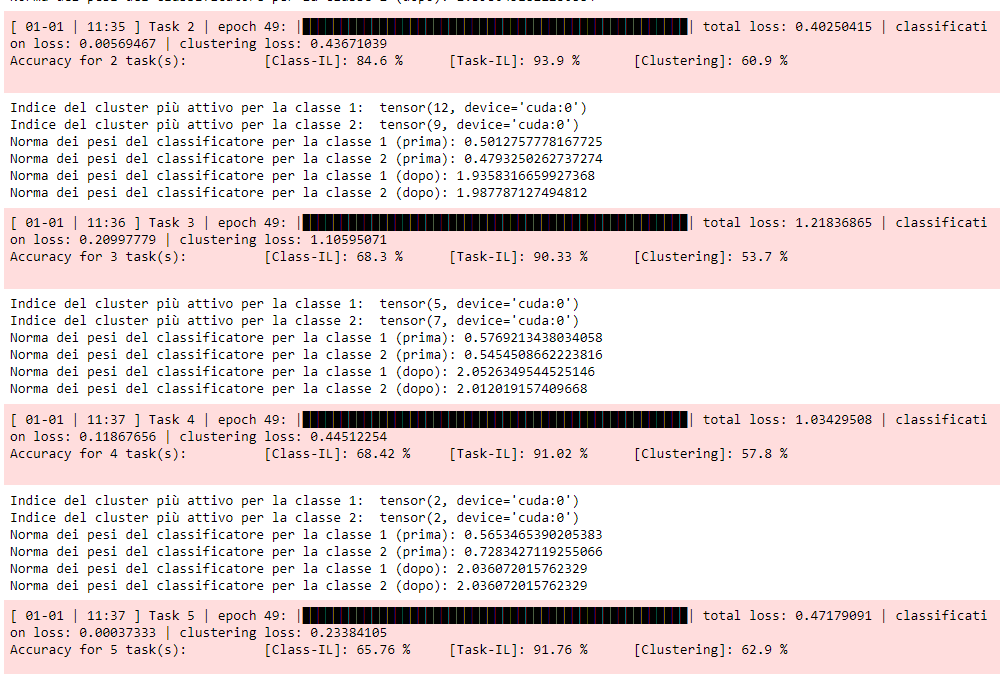 [ 01-01 | 11:35 ] Task 2 | epoch 49: || total loss: 0.40250415 | classificati
on loss: 0.00569467 | clustering loss: 0.43671039
Accuracy for 2 task(s): [Class-IL]: 84.6 % [Task-IL]: 93.9 % [Clustering]: 60.9 %
Indice del cluster più attivo per la classe 1: tensor(12, device='cuda:0')
Indice del cluster più attivo per la classe 2: tensor(9, device='cuda:0')
Norma dei pesi del classificatore per la classe 1 (prima): 0.5012757778167725
Norma dei pesi del classificatore per la classe 2 (prima): 0.4793250262737274
Norma dei pesi del classificatore per la classe 1 (dopo): 1.9358316659927368
Norma dei pesi del classificatore per la classe 2 (dopo): 1.987787127494812
[ 01-01 | 11:36 ] Task 3 | epoch 49: || total loss: 1.21836865 | classificati
on loss: 0.20997779 | clustering loss: 1.10595071
Accuracy for 3 task(s): [Class-IL]: 68.3 % [Task-IL]: 90.33 % [Clustering]: 53.7 %
Indice del cluster più attivo per la classe 1: tensor(5, device='cuda:0')
Indice del cluster più attivo per la classe 2: tensor(7, device='cuda:0')
Norma dei pesi del classificatore per la classe 1 (prima): 0.5769213438034058
Norma dei pesi del classificatore per la classe 2 (prima): 0.5454508662223816
Norma dei pesi del classificatore per la classe 1 (dopo): 2.0526349544525146
Norma dei pesi del classificatore per la classe 2 (dopo): 2.012019157409668
[ 01-01 | 11:37 ] Task 4 | epoch 49: || total loss: 1.03429508 | classificati
on loss: 0.11867656 | clustering loss: 0.44512254
Accuracy for 4 task(s): [Class-IL]: 68.42 % [Task-IL]: 91.02 % [Clustering]: 57.8 %
Indice del cluster più attivo per la classe 1: tensor(2, device='cuda:0')
Indice del cluster più attivo per la classe 2: tensor(2, device='cuda:0')
Norma dei pesi del classificatore per la classe 1 (prima): 0.5653465390205383
Norma dei pesi del classificatore per la classe 2 (prima): 0.7283427119255066
Norma dei pesi del classificatore per la classe 1 (dopo): 2.036072015762329
Norma dei pesi del classificatore per la classe 2 (dopo): 2.036072015762329
[ 01-01 | 11:37 ] Task 5 | epoch 49: || total loss: 0.47179091 | classificati
on loss: 0.00037333 | clustering loss: 0.23384105
Accuracy for 5 task(s): [Class-IL]: 65.76 % [Task-IL]: 91.76 % [Clustering]: 62.9 %